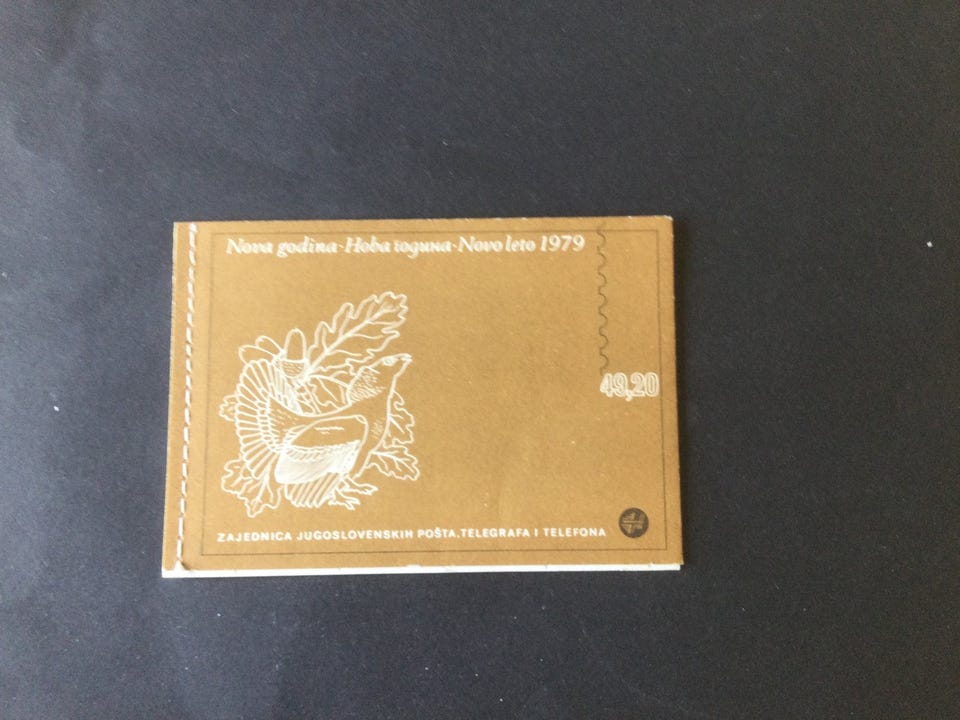 Nova godina·Нова година·Novo leto 1979
49,20
ZAJEDNICA JUGOSLOVENSKIH POŠTA,TELEGRAFA I TELEFONA